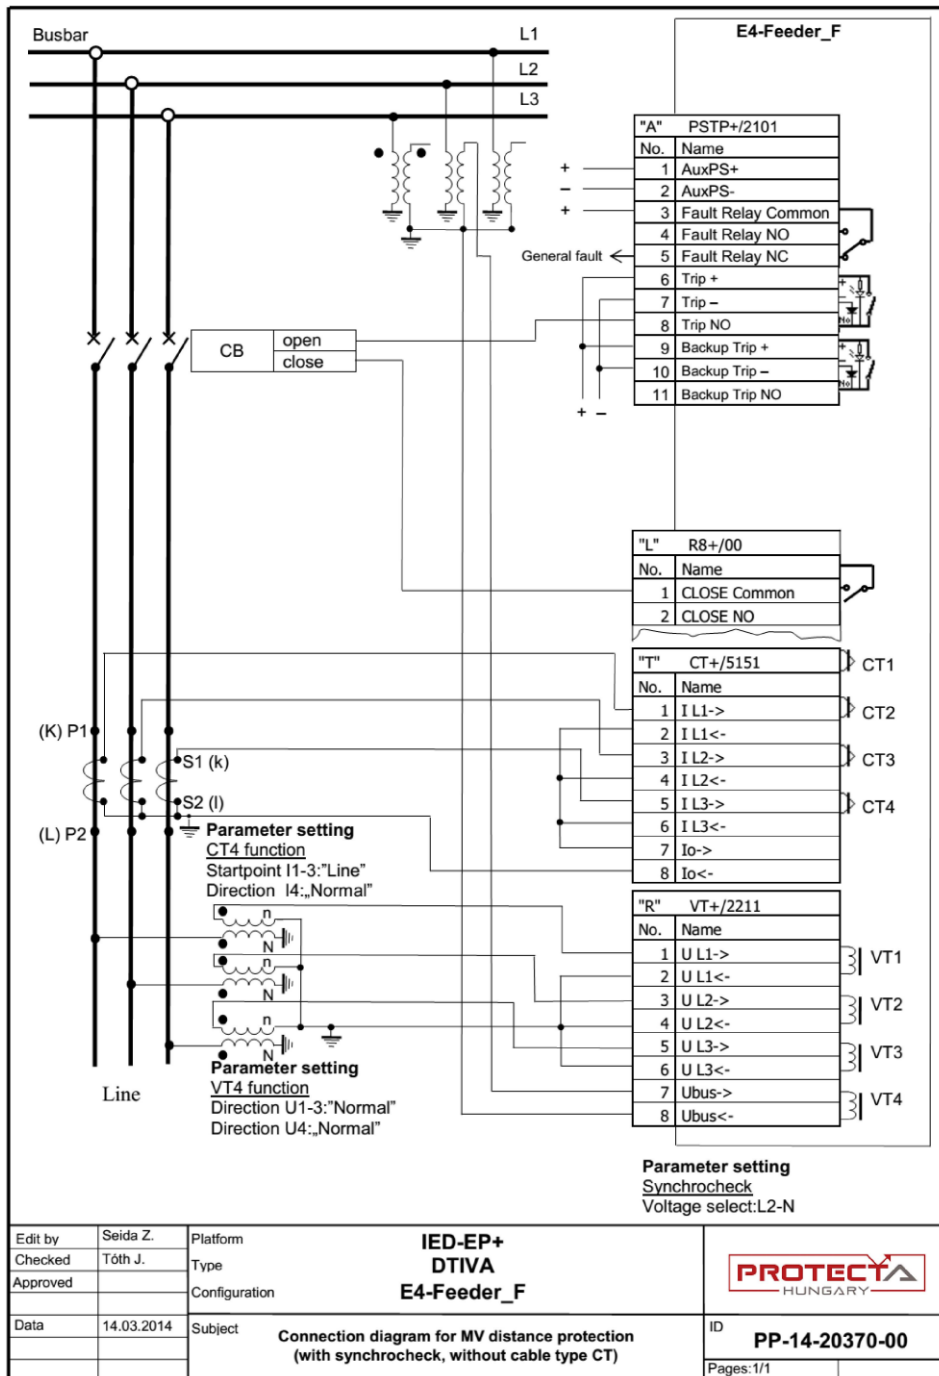 Busbar
L1
L2
L3
E4-Feeder_F
"A" PSTP+/2101
No. Name
+ 1 AuxPS+
– 2 AuxPS-
+ 3 Fault Relay Common
4 Fault Relay NO
General fault 5 Fault Relay NC
6 Trip +
7 Trip –
8 Trip NO
9 Backup Trip +
10 Backup Trip –
11 Backup Trip NO
+ –
CB open
close
"L" R8+/00
No. Name
1 CLOSE Common
2 CLOSE NO
"T" CT+/5151
No. Name
1 I L1->
2 I L1<-
3 I L2->
4 I L2<-
5 I L3->
6 I L3<-
7 Io->
8 Io<-
CT1
CT2
CT3
CT4
(K) P1
S1 (k)
S2 (l)
(L) P2
Parameter setting
CT4 function
Startpoint I1-3:”Line”
Direction I4:„Normal”
n
N
n
N
n
N
"R" VT+/2211
No. Name
1 U L1->
2 U L1<-
3 U L2->
4 U L2<-
5 U L3->
6 U L3<-
7 Ubus->
8 Ubus<-
VT1
VT2
VT3
VT4
Line
Parameter setting
VT4 function
Direction U1-3:”Normal”
Direction U4:„Normal”
Parameter setting
Synchrocheck
Voltage select:L2-N
Edit by Seida Z.
Checked Tóth J.
Approved
Data 14.03.2014
Platform IED-EP+
Type DTIVA
Configuration E4-Feeder_F
Subject Connection diagram for MV distance protection
(with synchrocheck, without cable type CT)
PROTECTA
HUNGARY
ID PP-14-20370-00
Pages:1/1